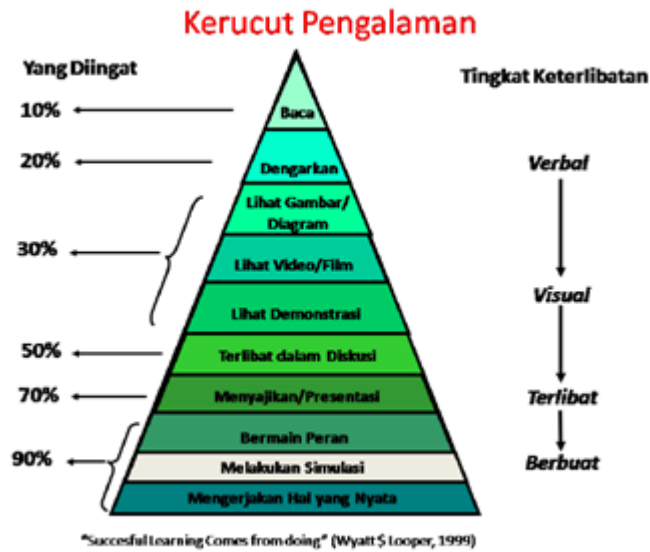 Kerucut Pengalaman
Yang Diingat
Tingkat Keterlibatan
10%
Baca
20%
Dengarkan
Verbal
Lihat Gambar/
Diagram
30%
Lihat Video/Film
Visual
Lihat Demonstrasi
50%
Terlibat dalam Diskusi
70%
Menyajikan/Presentasi
Terlibat
Bermain Peran
90%
Melakukan Simulasi
Berbuat
Mengerjakan Hal yang Nyata
"Succesful Learning Comes from doing" (Wyatt $ Looper, 1999)